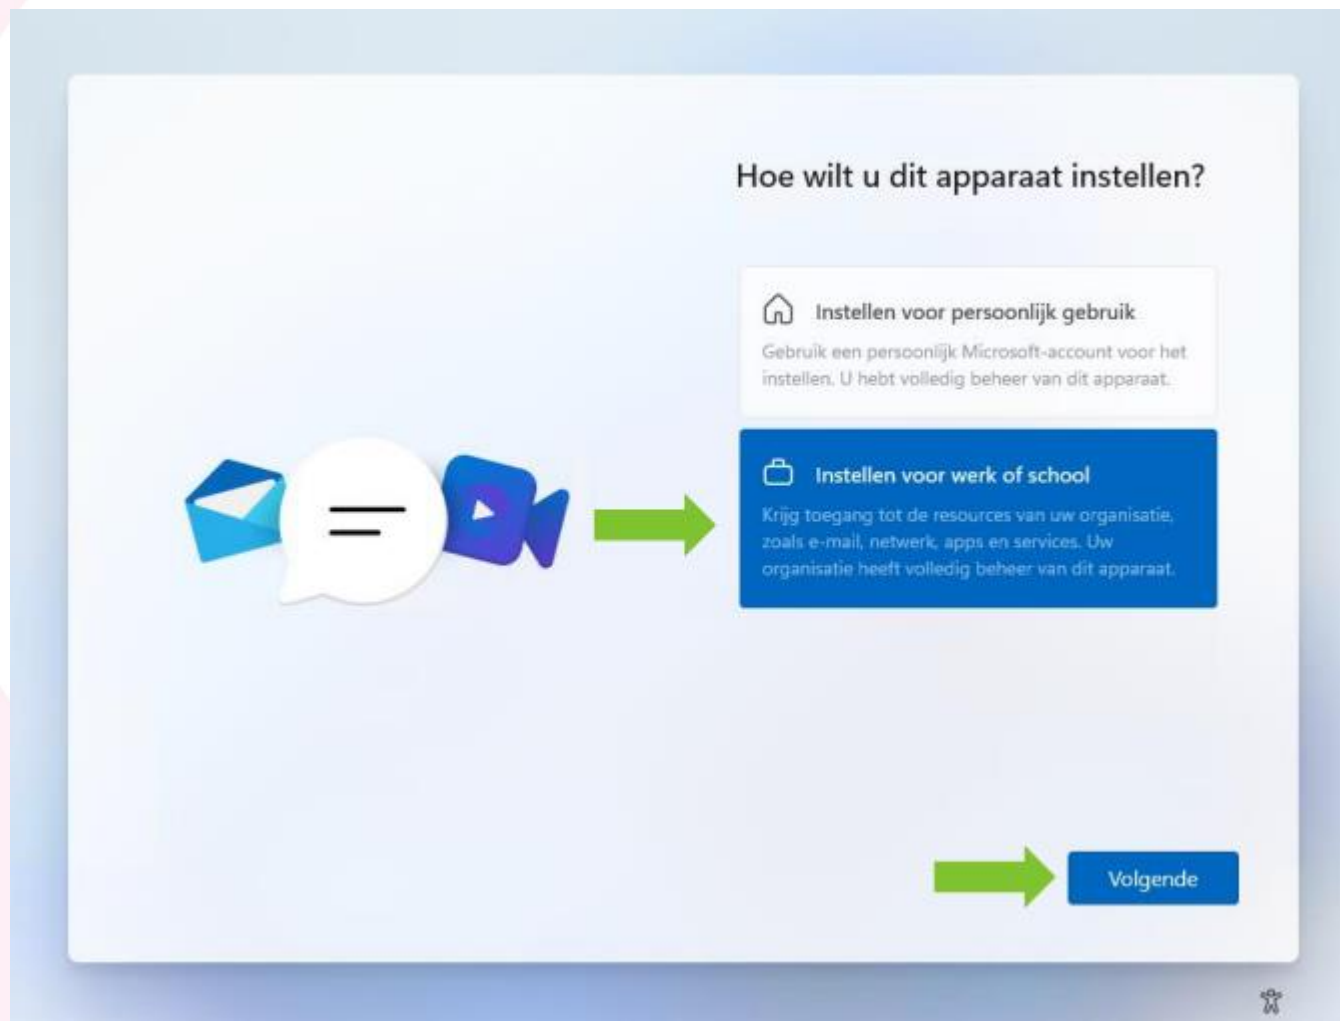 Hoe wilt u dit apparaat instellen?
Instellen voor persoonlijk gebruik
Gebruik een persoonlijk Microsoft-account voor het
instellen. U hebt volledig beheer van dit apparaat.
Instellen voor werk of school
Krijg toegang tot de resources van uw organisatie,
zoals e-mail, netwerk, apps en services. Uw
organisatie heeft volledig beheer van dit apparaat.
Volgende